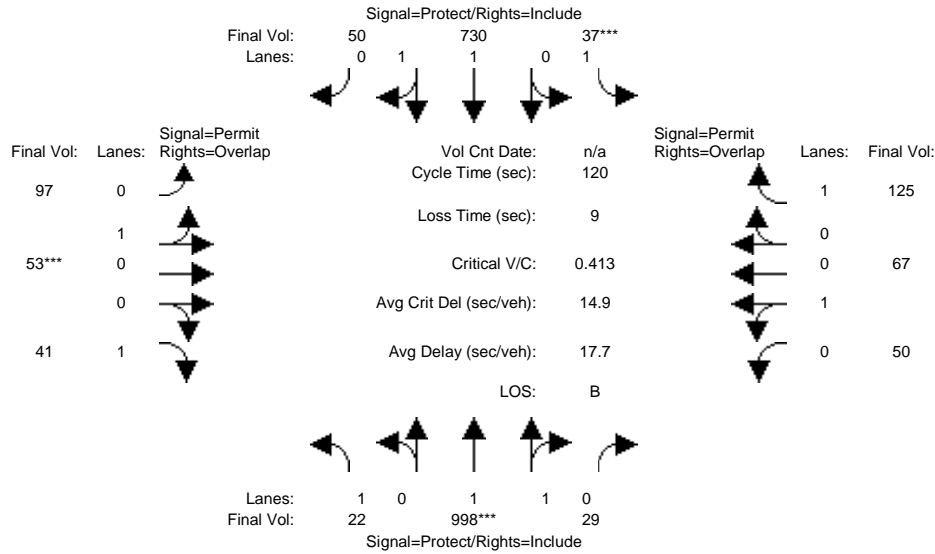 Signal=Protect/Rights=Include
Final Vol: 50 730 37***
Lanes: 0 1 1 0 1
Signal=Permit Signal=Permit
Final Vol: Lanes: Rights=Overlap Vol Cnt Date: n/a Rights=Overlap Lanes: Final Vol:
Cycle Time (sec): 120
97 0 1 125
Loss Time (sec): 9
1 0
53*** 0 Critical V/C: 0.413 0 67
0 Avg Crit Del (sec/veh): 14.9 1
41 1 Avg Delay (sec/veh): 17.7 0 50
LOS: B
Lanes: 1 0 1 1 0
Final Vol: 22 998*** 29
Signal=Protect/Rights=Include